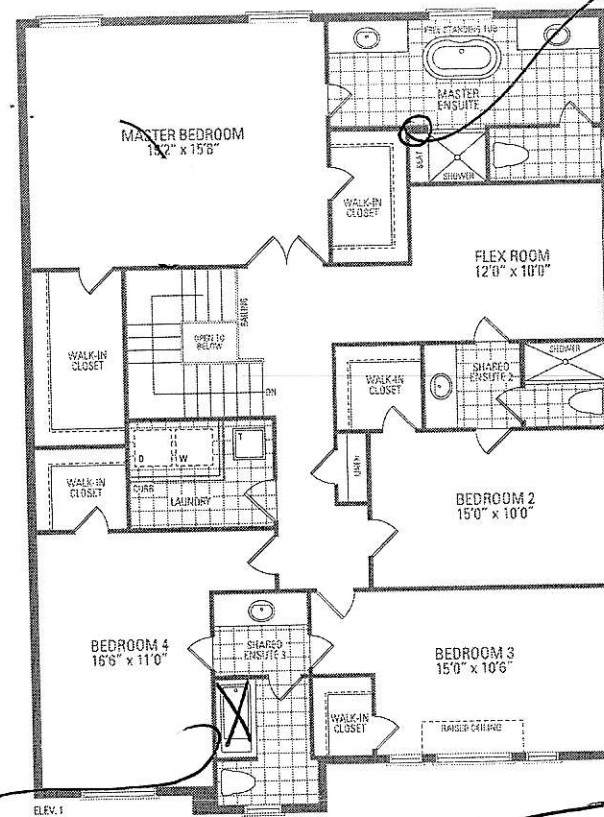 FREE STANDING TUB
MASTER
ENSUITE
MASTER BEDROOM
15'8"
SEAT
SHOWER
WALK-IN
CLOSET
FLEX ROOM
12'0" x 10'0"
RAILING
OPEN TO
BELOW
WALK-IN
CLOSET
DN
WALK-IN
CLOSET
SHARED
ENSUITE 2
SHOWER
D
W
T
CURB
LAUNDRY
LINEN
WALK-IN
CLOSET
BEDROOM 2
15'0" x 10'0"
BEDROOM 4
16'6" x 11'0"
SHARED
ENSUITE 3
BEDROOM 3
15'0" x 10'6"
WALK-IN
CLOSET
RAISED CEILING
ELEV. 1